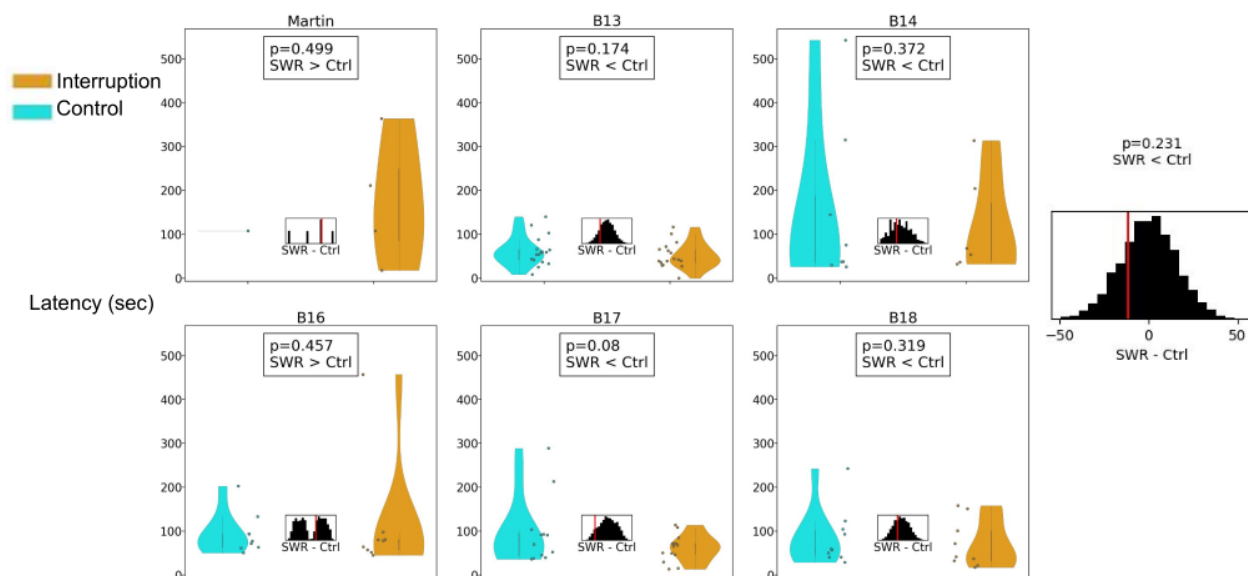 Interruption
Control
Latency (sec)
Martin
p=0.499
SWR > Ctrl
500
400
300
200
100
0
SWR - Ctrl
B13
p=0.174
SWR < Ctrl
500
400
300
200
100
0
SWR - Ctrl
B14
p=0.372
SWR < Ctrl
500
400
300
200
100
0
SWR - Ctrl
B16
p=0.457
SWR > Ctrl
500
400
300
200
100
0
SWR - Ctrl
B17
p=0.08
SWR < Ctrl
500
400
300
200
100
0
SWR - Ctrl
B18
p=0.319
SWR < Ctrl
500
400
300
200
100
0
SWR - Ctrl
p=0.231
SWR < Ctrl
−50 0 50
SWR - Ctrl